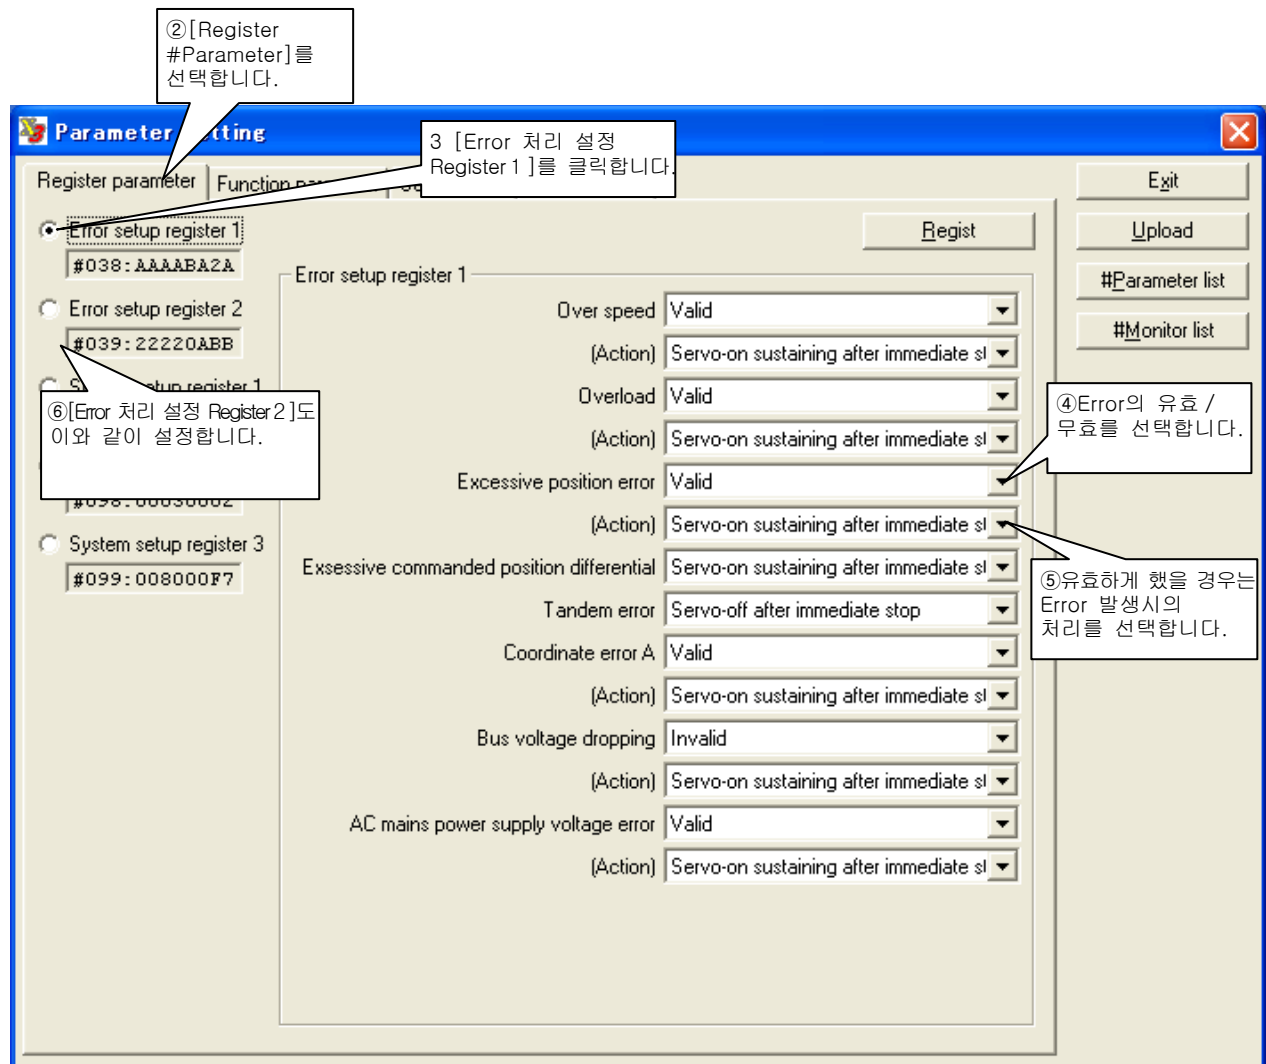 ②[Register
#Parameter]를
선택합니다.
Parameter
tting
3 [Error 처리 설정
Register1]를 클릭합니다.
Register parameter
Exit
Error setup register 1
Regist
Upload
#038:AAAABA2A
Error setup register 1
#Parameter list
Error setup register 2
Over speed
Valid
#039:22220ABB
(Action)
Servo-on sustaining after immediate
#Monitor list
Overload
Valid
⑥[Error 처리 설정 Register2]도
이와 같이 설정합니다.
④Error의 유효 /
무효를 선택합니다.
(Action)
Servo-on sustaining after immediate
Excessive position error
Valid
#098:00030002
(Action)
Servo-on sustaining after immediate
System setup register 3
#099:008000F7
Exsessive commanded position differential
Servo-on sustaining after immediate
⑤유효하게 했을 경우는
Error 발생시의
처리를 선택합니다.
Tandem error
Servo-off after immediate stop
Coordinate error A
Valid
(Action)
Servo-on sustaining after immediate
Bus voltage dropping
Invalid
(Action)
Servo-on sustaining after immediate
AC mains power supply voltage error
Valid
(Action)
Servo-on sustaining after immediate